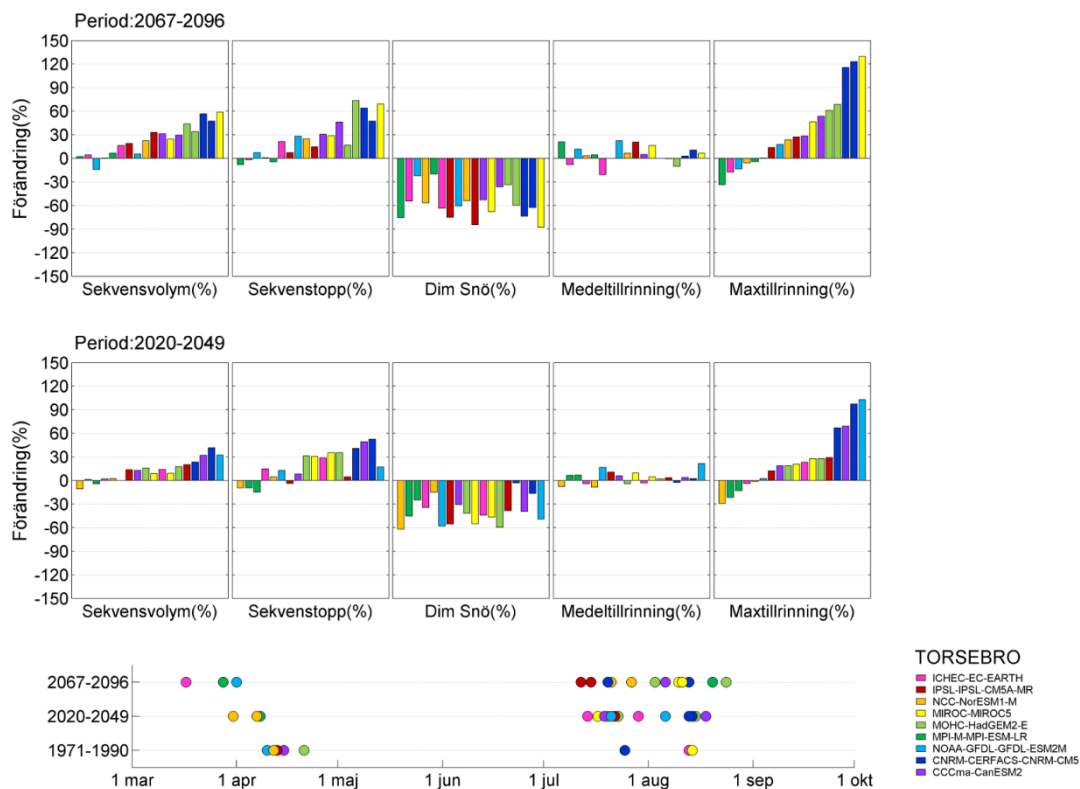 Period:2067-2096
Förändring(%)
150
120
90
60
30
0
-30
-60
-90
-120
-150
Sekvensvolym(%) Sekvenstopp(%) Dim Snö(%) Medeltillrinning(%) Maxtillrinning(%)
Period:2020-2049
Förändring(%)
150
120
90
60
30
0
-30
-60
-90
-120
-150
Sekvensvolym(%) Sekvenstopp(%) Dim Snö(%) Medeltillrinning(%) Maxtillrinning(%)
2067-2096
2020-2049
1971-1990
1 mar 1 apr 1 maj 1 jun 1 jul 1 aug 1 sep 1 okt
TORSEBRO
ICHEC-EC-EARTH
IPSL-IPSL-CM5A-MR
NCC-NorESM1-M
MIROC-MIROC5
MOHC-HadGEM2-E
MPI-M-MPI-ESM-LR
NOAA-GFDL-GFDL-ESM2M
CNRM-CERFACS-CNRM-CM5
CCCma-CanESM2